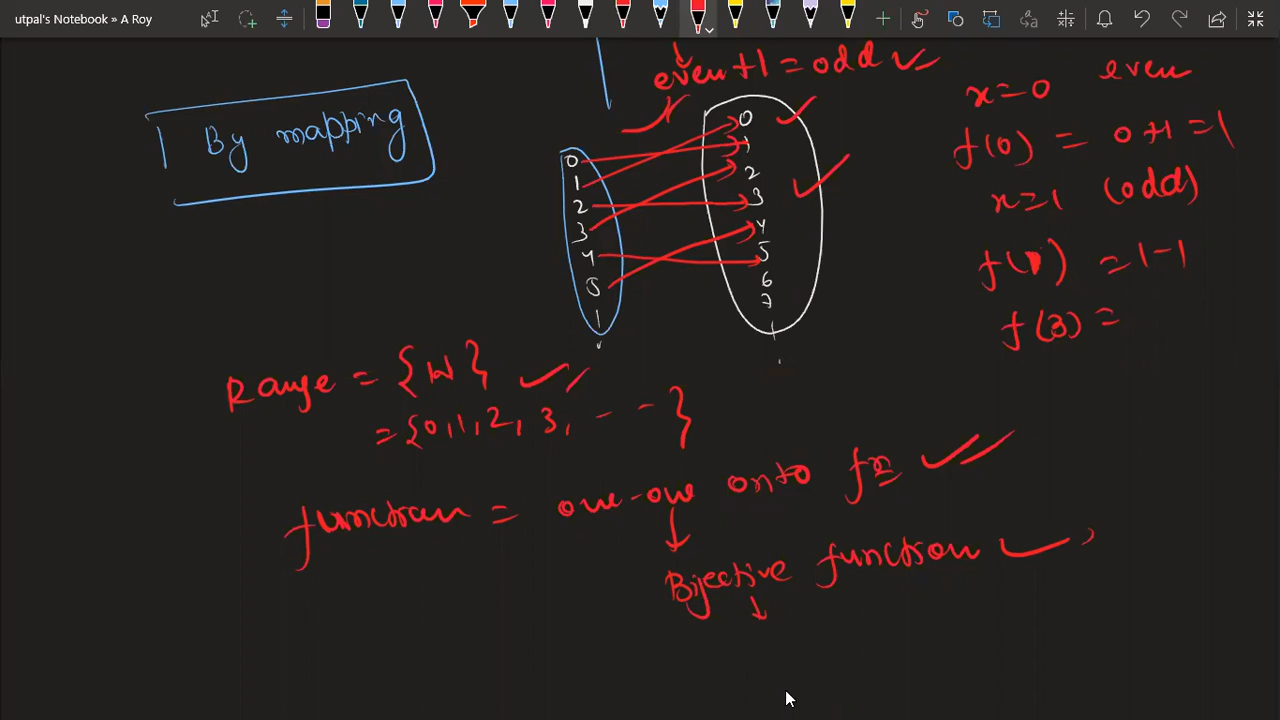 utpal's Notebook » A Roy
even+1 = odd
x=0 even
By mapping
f(0) = 0+1=1
x=1 (odd)
f(1) = 1-1
f(3) =
0
1
2
3
4
5
0
1
2
3
4
5
6
7
Range = {W}
= {0,1,2,3, - - }
function = one-one onto fn
Bijective function